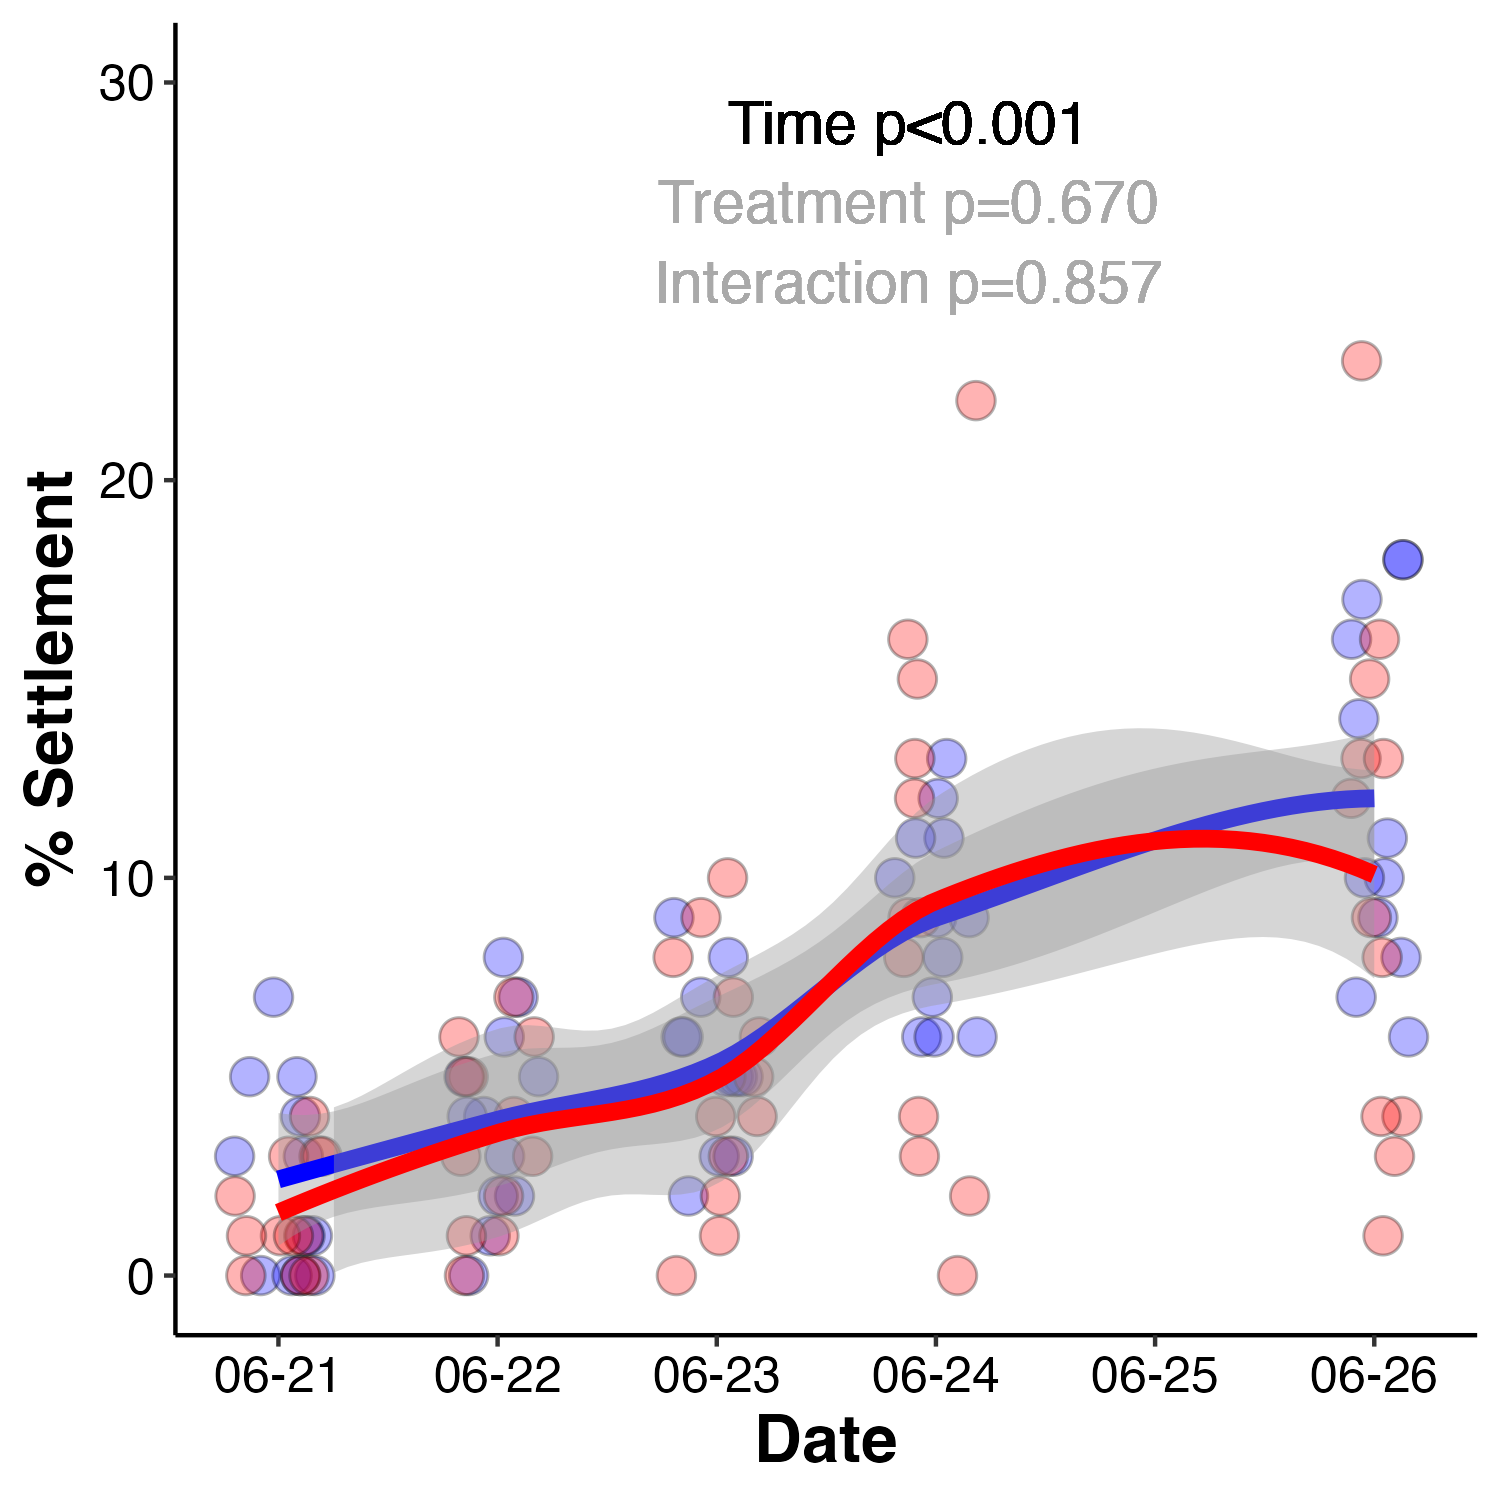 Time p<0.001
Treatment p=0.670
Interaction p=0.857
% Settlement
30
20
10
0
06-21 06-22 06-23 06-24 06-25 06-26
Date